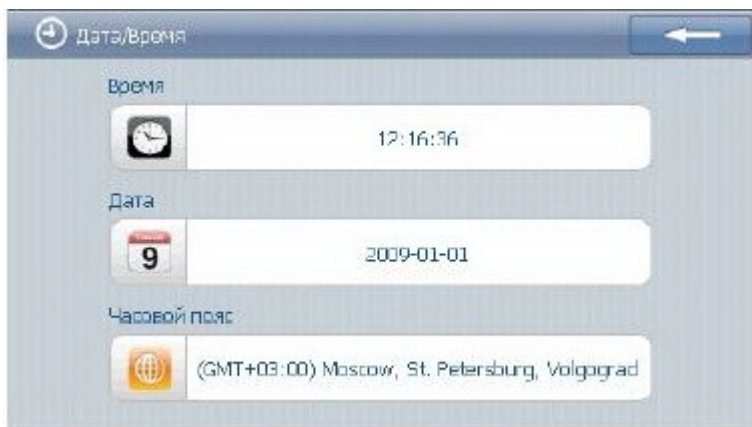 Дата/Время
Время
12:16:36
Дата
9
2009-01-01
Часовой пояс
(GMT+03:00) Moscow, St. Petersburg, Volgograd